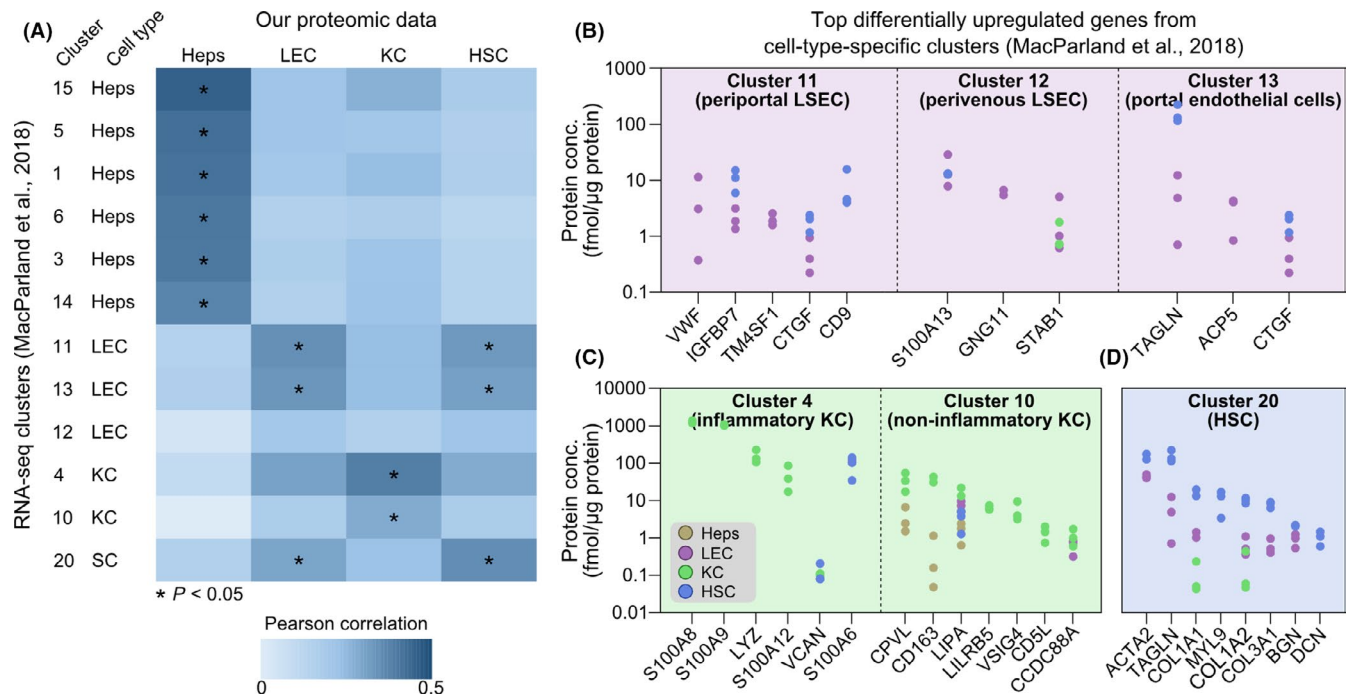 (A)
Our proteomic data
Cluster
Cell type
Heps LEC KC HSC
RNA-seq clusters (MacParland et al., 2018)
15 Heps *
5 Heps *
1 Heps *
6 Heps *
3 Heps *
14 Heps *
11 LEC * *
13 LEC * *
12 LEC
4 KC *
10 KC *
20 SC * *
* P < 0.05
Pearson correlation
0 0.5
(B)
Top differentially upregulated genes from
cell-type-specific clusters (MacParland et al., 2018)
Protein conc.
(fmol/µg protein)
1000
100
10
1
0.1
Cluster 11
(periportal LSEC)
Cluster 12
(perivenous LSEC)
Cluster 13
(portal endothelial cells)
VWF
IGFBP7
TM4SF1
CTGF
CD9
S100A13
GNG11
STAB1
TAGLN
ACP5
CTGF
(C)
Protein conc.
(fmol/µg protein)
10000
1000
100
10
1
0.1
0.01
Cluster 4
(inflammatory KC)
Cluster 10
(non-inflammatory KC)
Heps
LEC
KC
HSC
S100A8
S100A9
LYZ
S100A12
VCAN
S100A6
CPVL
CD163
LIPA
LILRB5
VSIG4
CD5L
CCDC88A
(D)
Cluster 20
(HSC)
ACTA2
TAGLN
COL1A1
MYL9
COL1A2
COL3A1
BGN
DCN